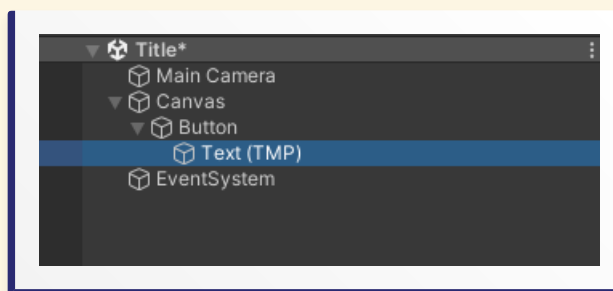 Title*
Main Camera
Canvas
Button
Text (TMP)
EventSystem